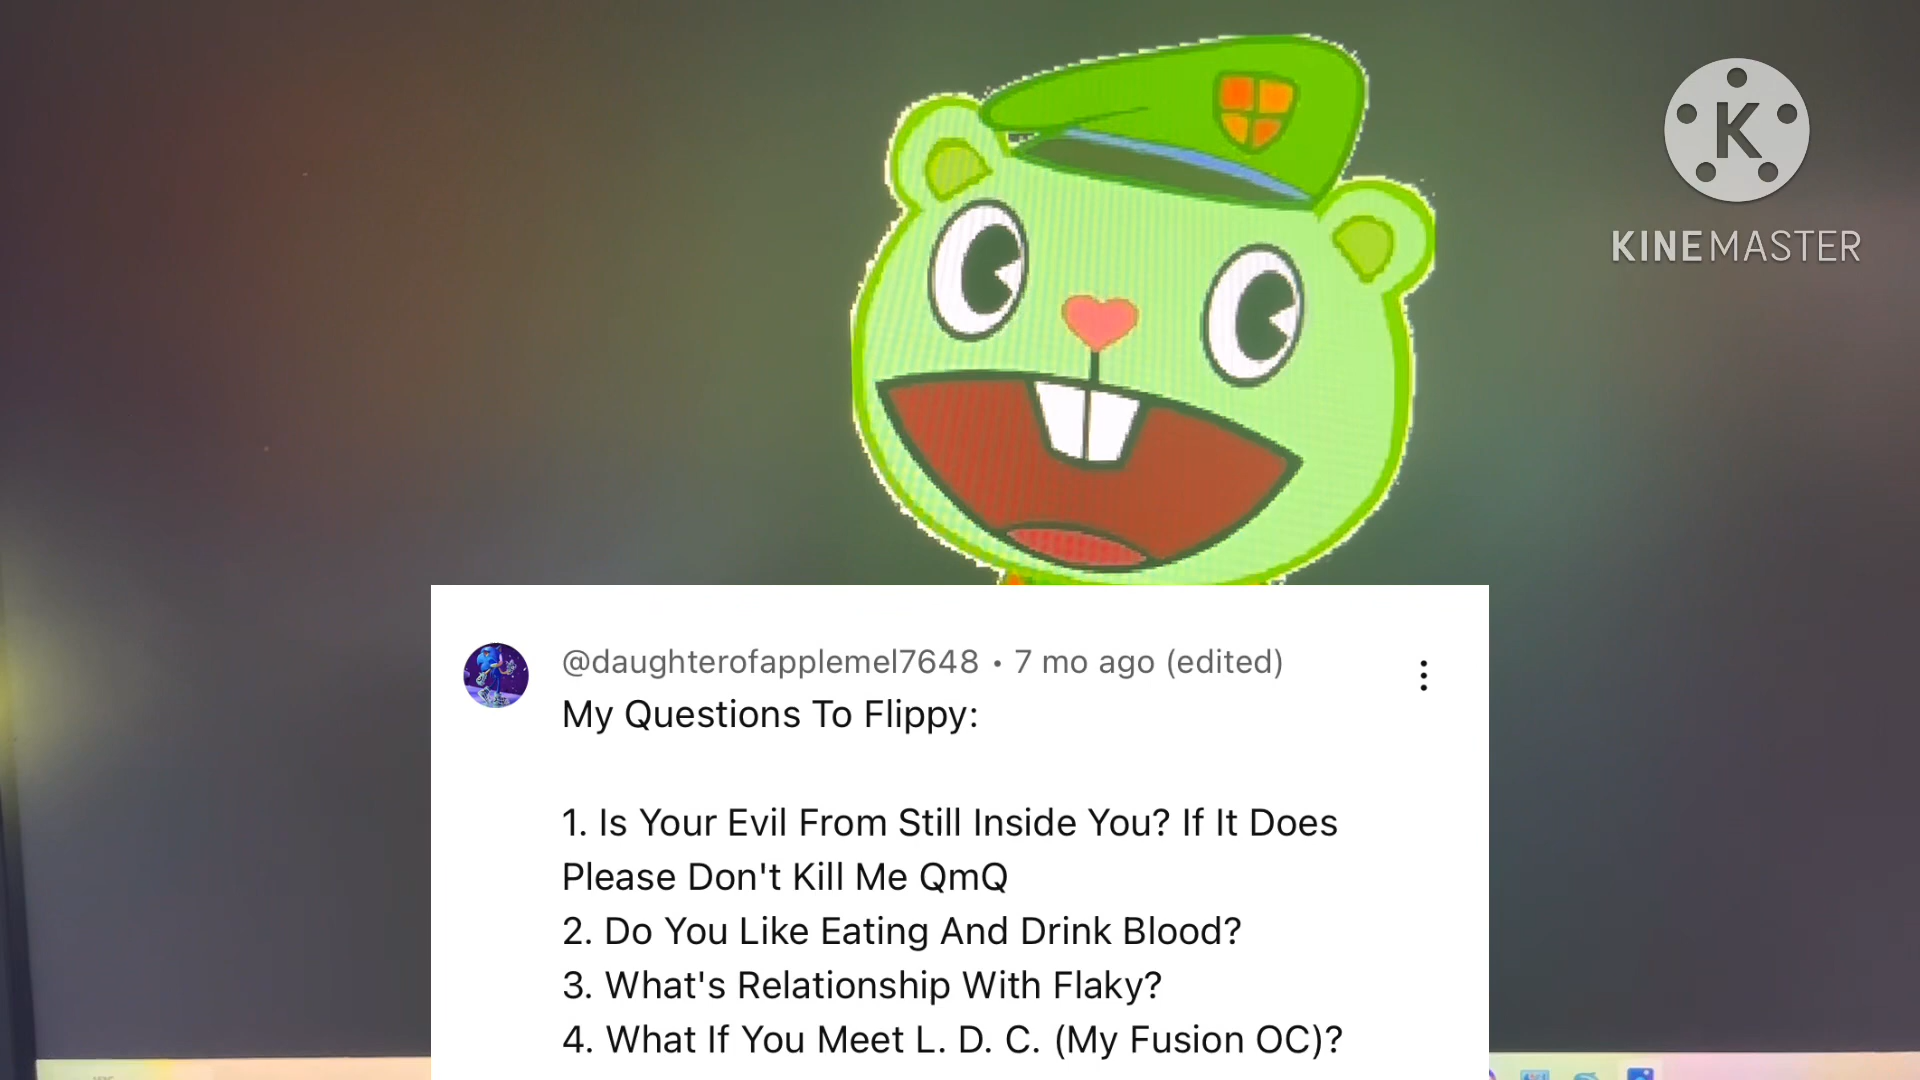 K
KINEMASTER
@daughterofapplemel7648 • 7 mo ago (edited)
My Questions To Flippy:
1. Is Your Evil From Still Inside You? If It Does
Please Don't Kill Me QmQ
2. Do You Like Eating And Drink Blood?
3. What's Relationship With Flaky?
4. What If You Meet L. D. C. (My Fusion OC)?